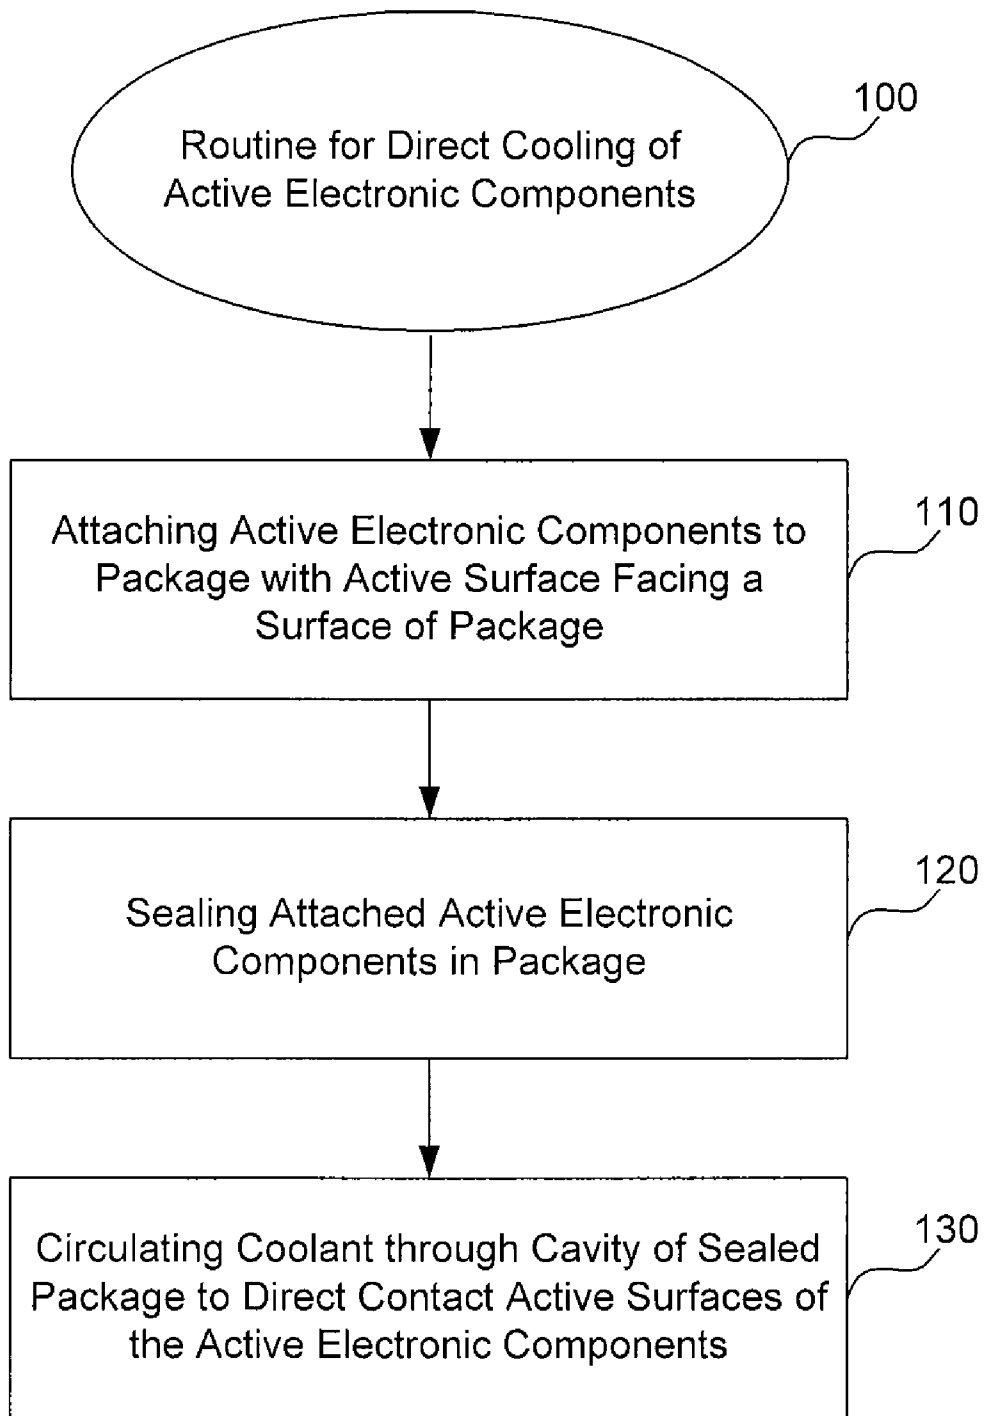 Routine for Direct Cooling of
Active Electronic Components
100
Attaching Active Electronic Components to
Package with Active Surface Facing a
Surface of Package
110
Sealing Attached Active Electronic
Components in Package
120
Circulating Coolant through Cavity of Sealed
Package to Direct Contact Active Surfaces of
the Active Electronic Components
130